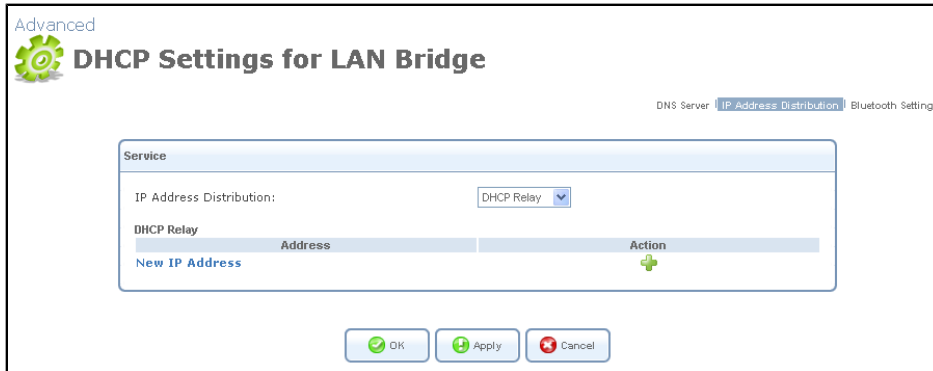 Advanced
DHCP Settings for LAN Bridge
DNS Server | IP Address Distribution | Bluetooth Setting
Service
IP Address Distribution: DHCP Relay
DHCP Relay
Address Action
New IP Address
OK Apply Cancel